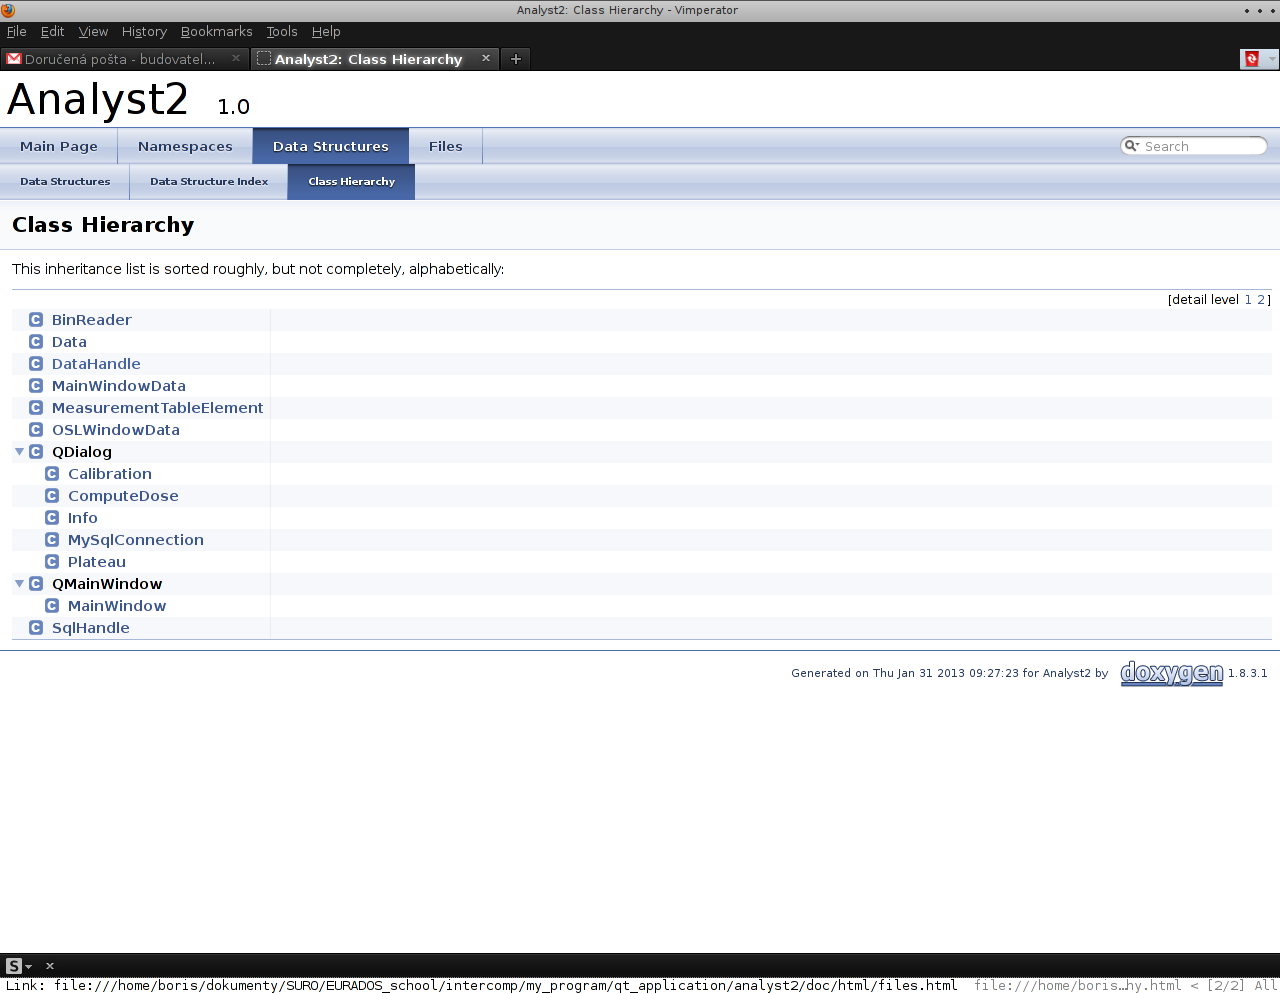 Analyst2: Class Hierarchy - Vimperator
File Edit View History Bookmarks Tools Help
Doručená pošta - budovatel... Analyst2: Class Hierarchy
Analyst2 1.0
Main Page Namespaces Data Structures Files Search
Data Structures Data Structure Index Class Hierarchy
Class Hierarchy
This inheritance list is sorted roughly, but not completely, alphabetically:
[detail level 1 2]
C BinReader
C Data
C DataHandle
C MainWindowData
C MeasurementTableElement
C OSLWindowData
C QDialog
C Calibration
C ComputeDose
C Info
C MySqlConnection
C Plateau
C QMainWindow
C MainWindow
C SqlHandle
Generated on Thu Jan 31 2013 09:27:23 for Analyst2 by doxygen 1.8.3.1
S
Link: file:///home/boris/dokumenty/SURO/EURADOS_school/intercomp/my_program/qt_application/analyst2/doc/html/files.html file:///home/boris…hy.html < [2/2] All